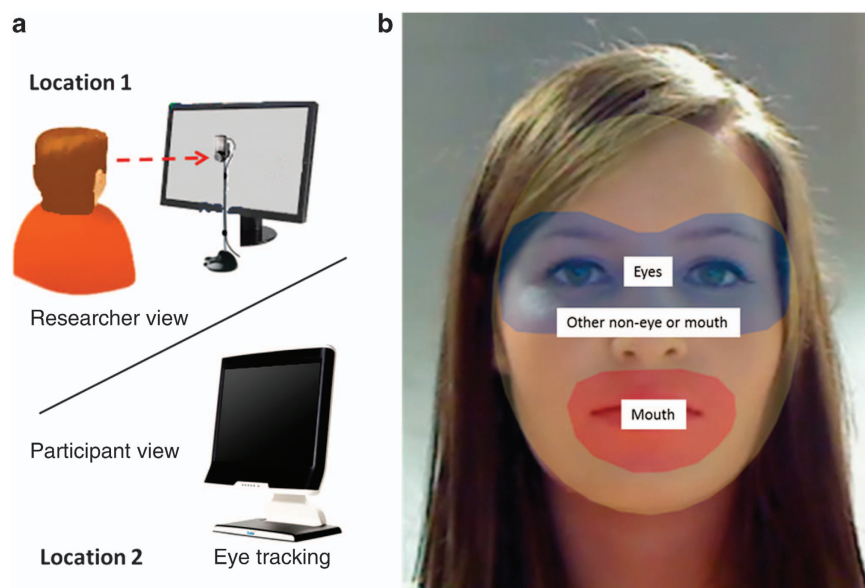 a
Location 1
Researcher view
Participant view
Location 2
Eye tracking
b
Eyes
Other non-eye or mouth
Mouth